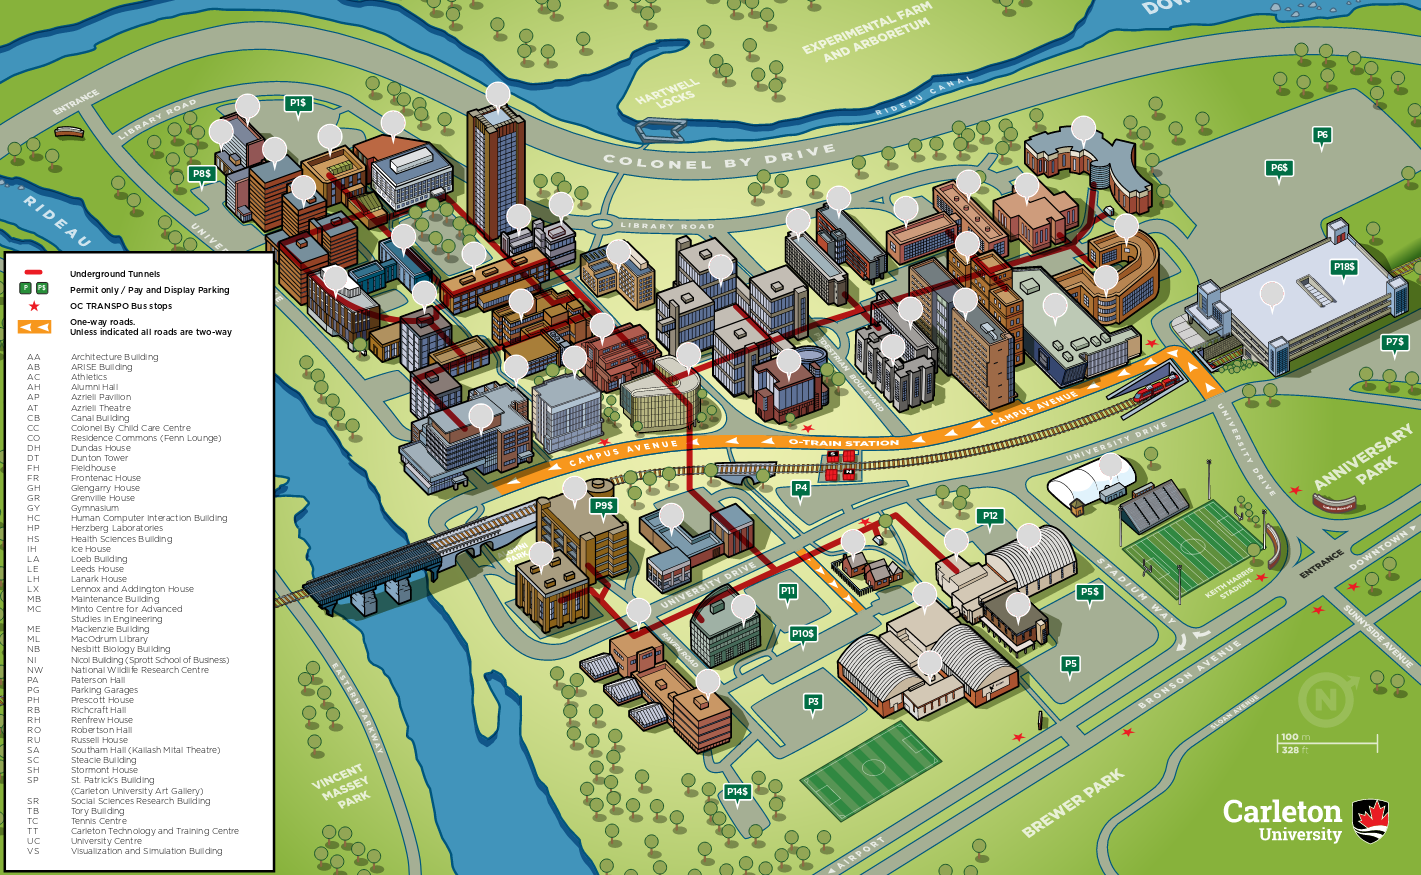 DOW
EXPERIMENTAL FARM
AND ARBORETUM
HARTWELL
LOCKS
RIDEAU CANAL
ENTRANCE
LIBRARY ROAD
P1$
P8$
COLONEL BY DRIVE
P6
P6$
RIDEAU
UNIVER
LIBRARY ROAD
P18$
P7$
Underground Tunnels
P P$ Permit only / Pay and Display Parking
OC TRANSPO Bus stops
One-way roads.
Unless indicated all roads are two-way
AA Architecture Building
AB ARISE Building
AC Athletics
AH Alumni Hall
AP Azrieli Pavilion
AT Azrieli Theatre
CB Canal Building
CC Colonel By Child Care Centre
CO Residence Commons (Fenn Lounge)
DH Dundas House
DT Dunton Tower
FH Fieldhouse
FR Frontenac House
GH Glengarry House
GR Grenville House
GY Gymnasium
HC Human Computer Interaction Building
HP Herzberg Laboratories
HS Health Sciences Building
IH Ice House
LA Loeb Building
LE Leeds House
LH Lanark House
LX Lennox and Addington House
MB Maintenance Building
MC Minto Centre for Advanced
Studies in Engineering
ME Mackenzie Building
ML MacOdrum Library
NB Nesbitt Biology Building
NI Nicol Building (Sprott School of Business)
NW National Wildlife Research Centre
PA Paterson Hall
PG Parking Garages
PH Prescott House
RB Richcraft Hall
RH Renfrew House
RO Robertson Hall
RU Russell House
SA Southam Hall (Kailash Mital Theatre)
SC Steacie Building
SH Stormont House
SP St. Patrick's Building
(Carleton University Art Gallery)
SR Social Sciences Research Building
TB Tory Building
TC Tennis Centre
TT Carleton Technology and Training Centre
UC University Centre
VS Visualization and Simulation Building
CAMPUS AVENUE
O-TRAIN STATION
CAMPUS AVENUE
UNIVERSITY DRIVE
UNIVERSITY DRIVE
ANNIVERSARY
PARK
S
N
P4
P9$
P12
UNIVERSITY DRIVE
RAVEN ROAD
P11
P10$
P5$
P5
P3
P14$
STADIUM WAY
KEITH HARRIS
STADIUM
ENTRANCE
DOWNTOWN
SUNNYSIDE AVENUE
BRONSON AVENUE
SLOAN AVENUE
EASTERN PARKWAY
VINCENT
MASSEY
PARK
BREWER PARK
AIRPORT
N
100 m
328 ft
Carleton
University